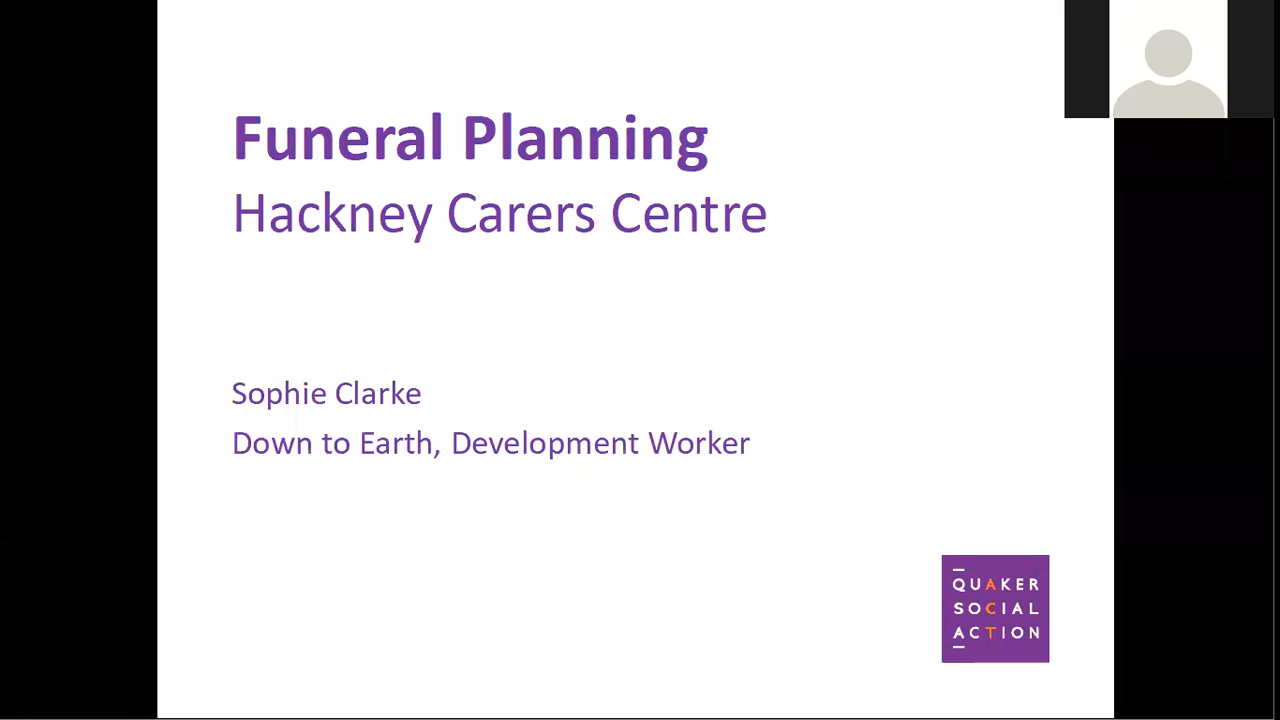 Funeral Planning
Hackney Carers Centre
Sophie Clarke
Down to Earth, Development Worker
QUAKER
SOCIAL
ACTION